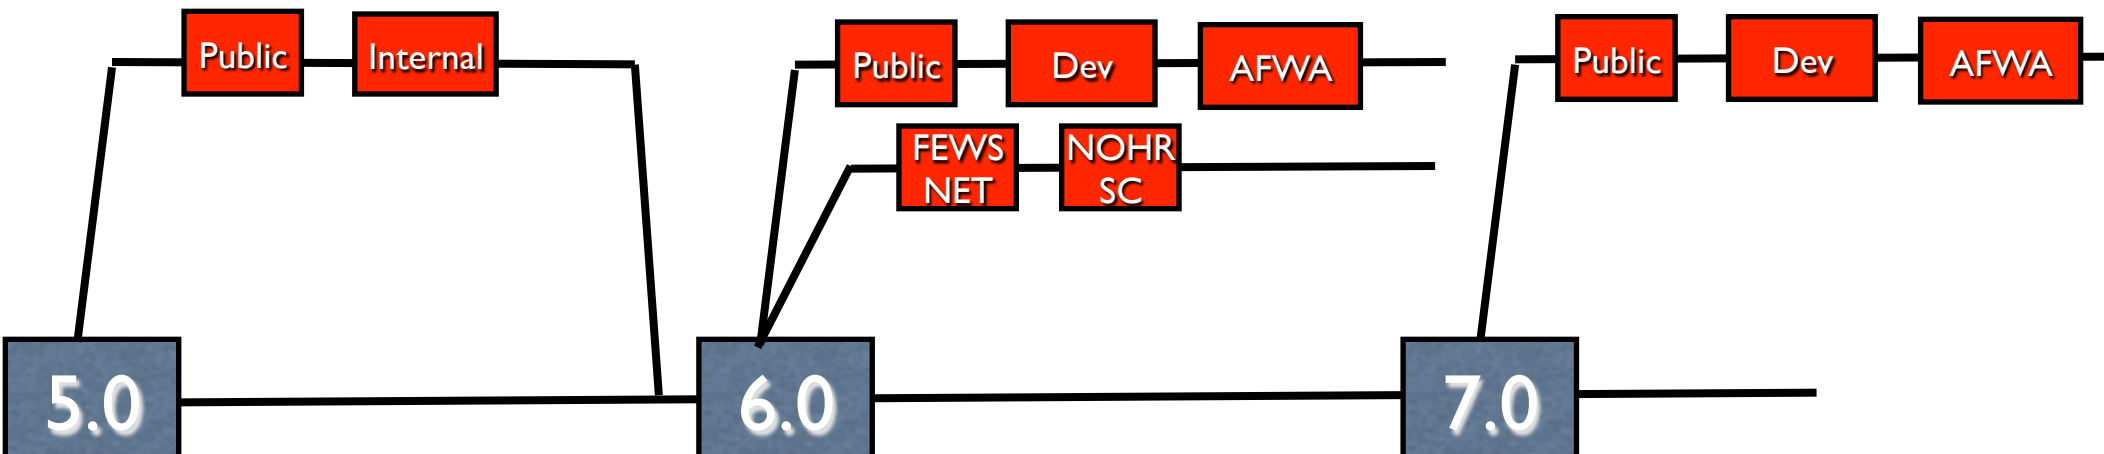 Public
Internal
Public
Dev
AFWA
Public
Dev
AFWA
FEWS
NET
NOHR
SC
5.0
6.0
7.0